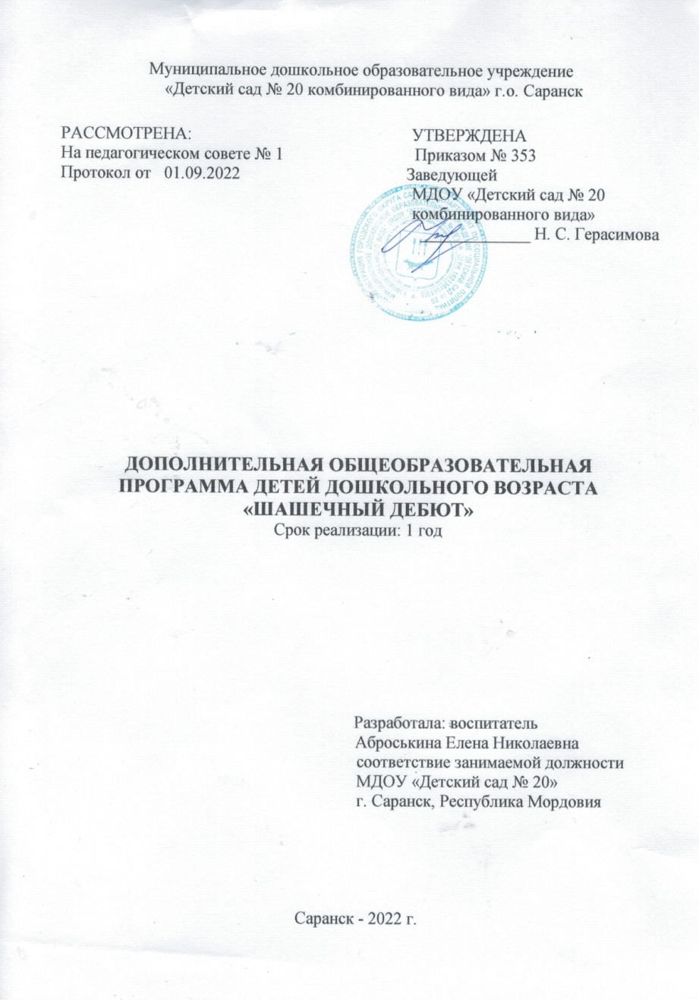 Муниципальное дошкольное образовательное учреждение
«Детский сад № 20 комбинированного вида» г.о. Саранск
РАССМОТРЕНА:
На педагогическом совете № 1
Протокол от 01.09.2022
УТВЕРЖДЕНА
Приказом № 353
Заведующей
МДОУ «Детский сад № 20
комбинированного вида»
______________ Н. С. Герасимова
ДОПОЛНИТЕЛЬНАЯ ОБЩЕОБРАЗОВАТЕЛЬНАЯ
ПРОГРАММА ДЕТЕЙ ДОШКОЛЬНОГО ВОЗРАСТА
«ШАШЕЧНЫЙ ДЕБЮТ»
Срок реализации: 1 год
Разработала: воспитатель
Аброськина Елена Николаевна
соответствие занимаемой должности
МДОУ «Детский сад № 20»
г. Саранск, Республика Мордовия
Саранск - 2022 г.